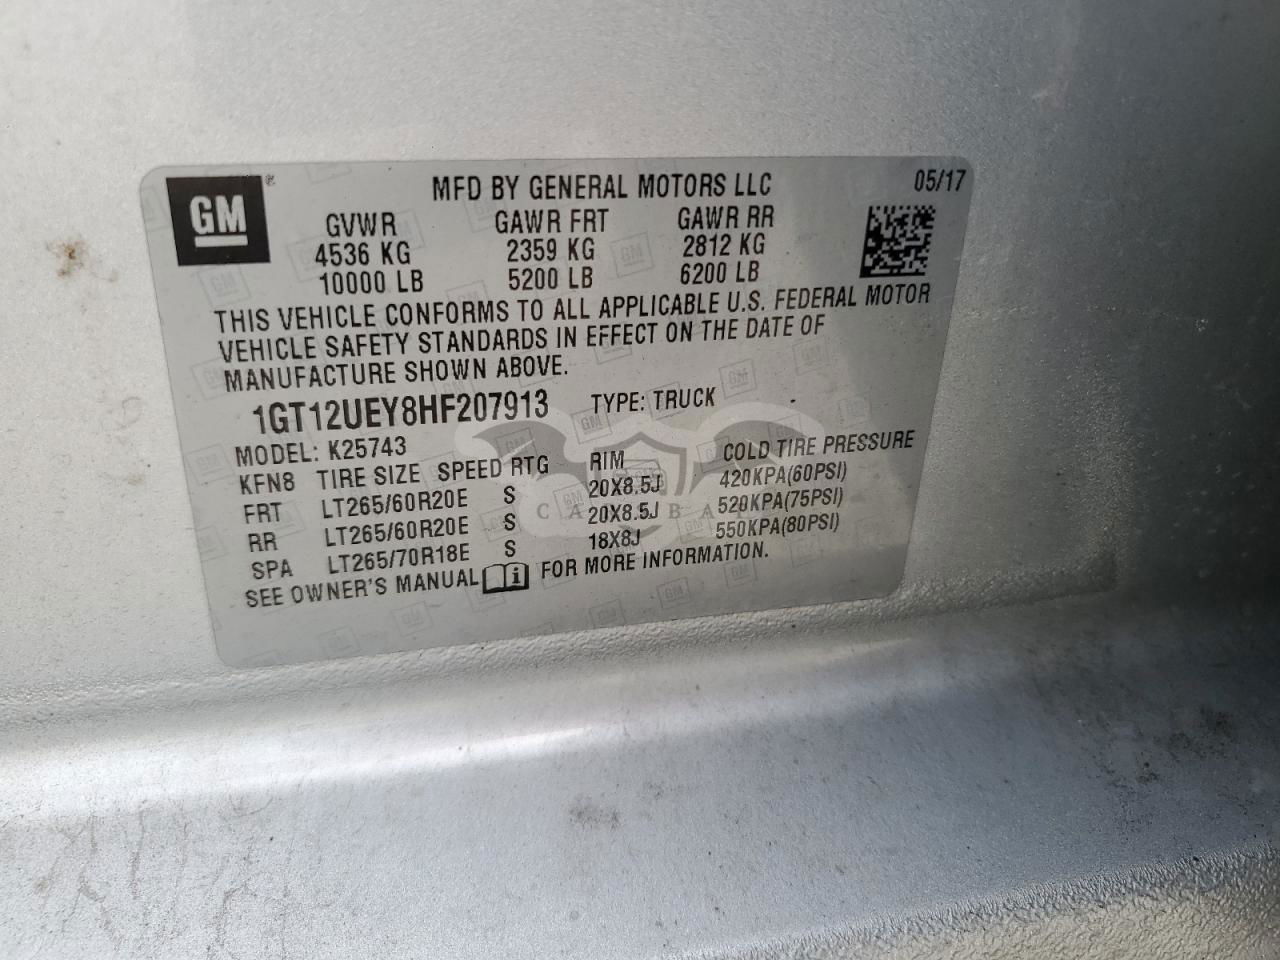 GM ®
MFD BY GENERAL MOTORS LLC 05/17
GVWR GAWR FRT GAWR RR
4536 KG 2359 KG 2812 KG
10000 LB 5200 LB 6200 LB
THIS VEHICLE CONFORMS TO ALL APPLICABLE U.S. FEDERAL MOTOR
VEHICLE SAFETY STANDARDS IN EFFECT ON THE DATE OF
MANUFACTURE SHOWN ABOVE.
1GT12UEY8HF207913 TYPE: TRUCK
MODEL: K25743
KFN8 TIRE SIZE SPEED RTG RIM COLD TIRE PRESSURE
FRT LT265/60R20E S 20X8.5J 420KPA(60PSI)
RR LT265/60R20E S 20X8.5J 520KPA(75PSI)
SPA LT265/70R18E S 18X8J 550KPA(80PSI)
SEE OWNER'S MANUAL FOR MORE INFORMATION.